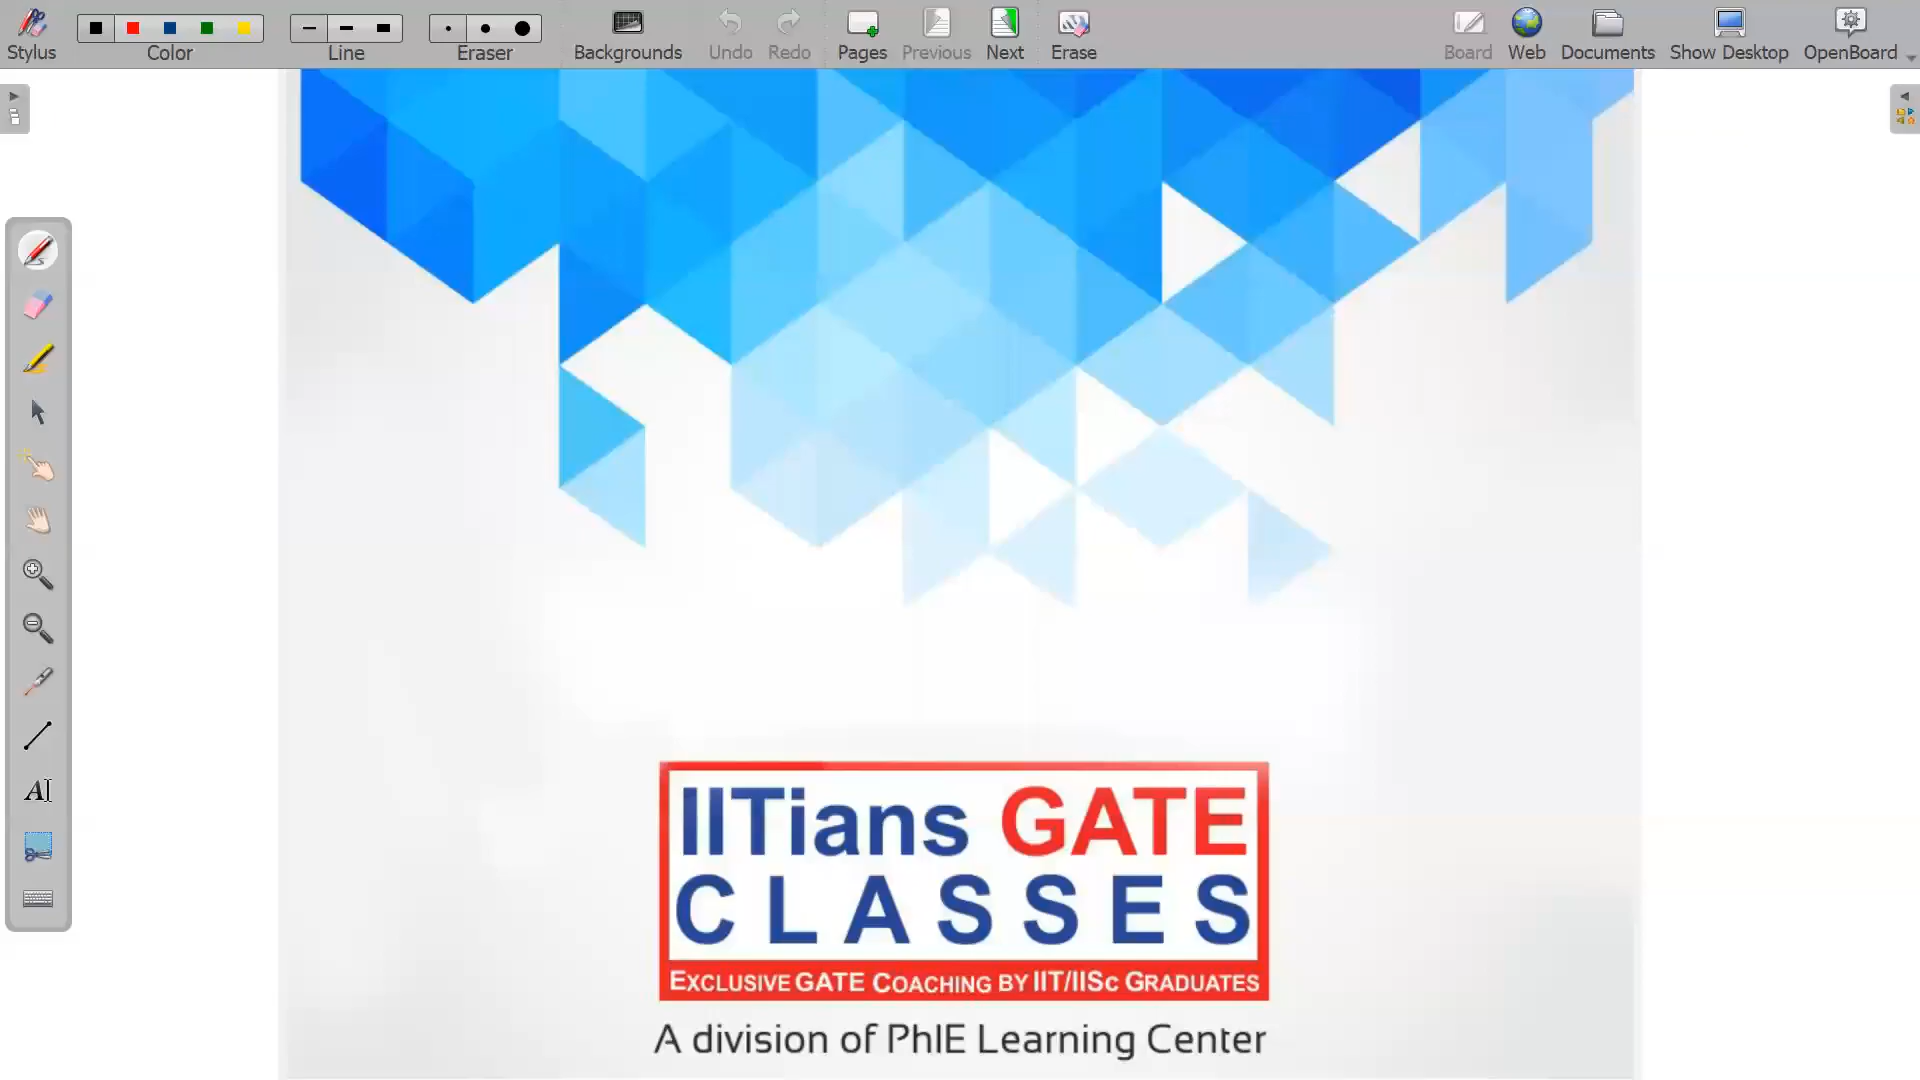 Stylus
Color
Line
Eraser
Backgrounds
Undo
Redo
Pages
Previous
Next
Erase
Board
Web
Documents
Show Desktop
OpenBoard
IITians GATE
CLASSES
EXCLUSIVE GATE COACHING BY IIT/IISc GRADUATES
A division of PhIE Learning Center